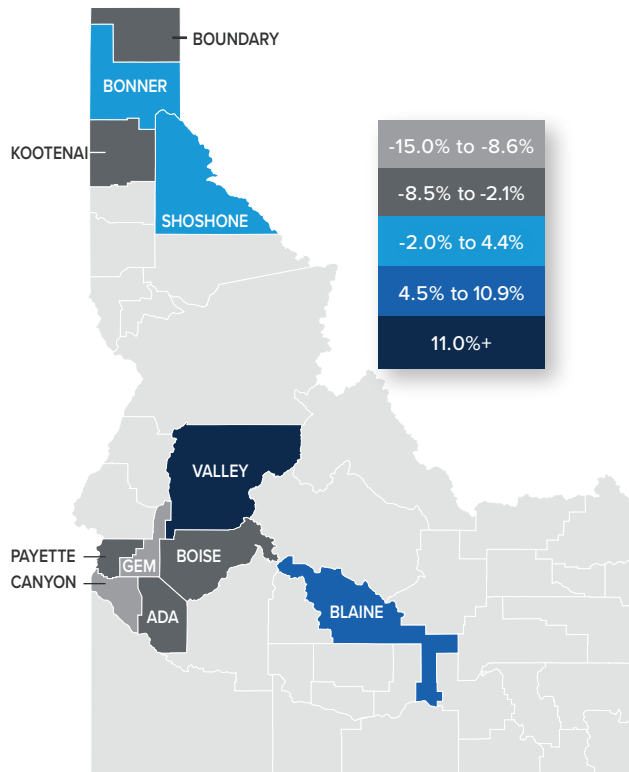 BOUNDARY
BONNER
KOOTENAI
SHOSHONE
-15.0% to -8.6%
-8.5% to -2.1%
-2.0% to 4.4%
4.5% to 10.9%
11.0%+
VALLEY
PAYETTE
GEM
BOISE
CANYON
ADA
BLAINE